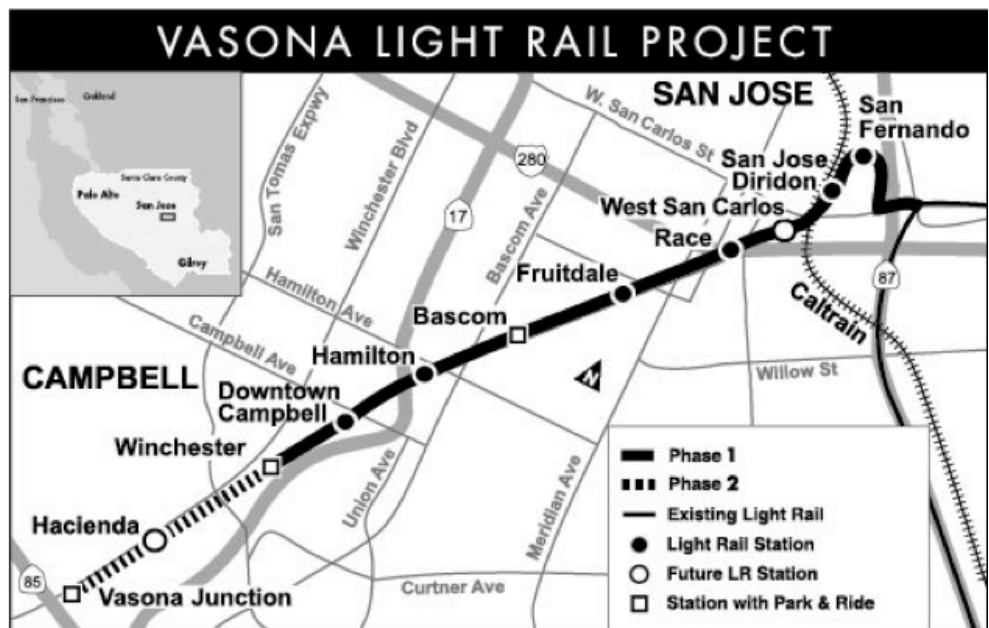 VASONA LIGHT RAIL PROJECT
San Francisco
Oakland
Santa Clara County
Palo Alto
San Jose
Gilroy
San Tomas Expwy
Winchester Blvd
17
280
W. San Carlos St
SAN JOSE
San
Fernando
San Jose
Diridon
West San Carlos
Race
Bascom Ave
Fruitdale
87
Caltrain
Hamilton Ave
Bascom
Campbell Ave
Hamilton
N
Willow St
CAMPBELL
Downtown
Campbell
Winchester
Union Ave
Meridian Ave
Hacienda
85
Vasona Junction
Curtner Ave
Phase 1
Phase 2
Existing Light Rail
Light Rail Station
Future LR Station
Station with Park & Ride